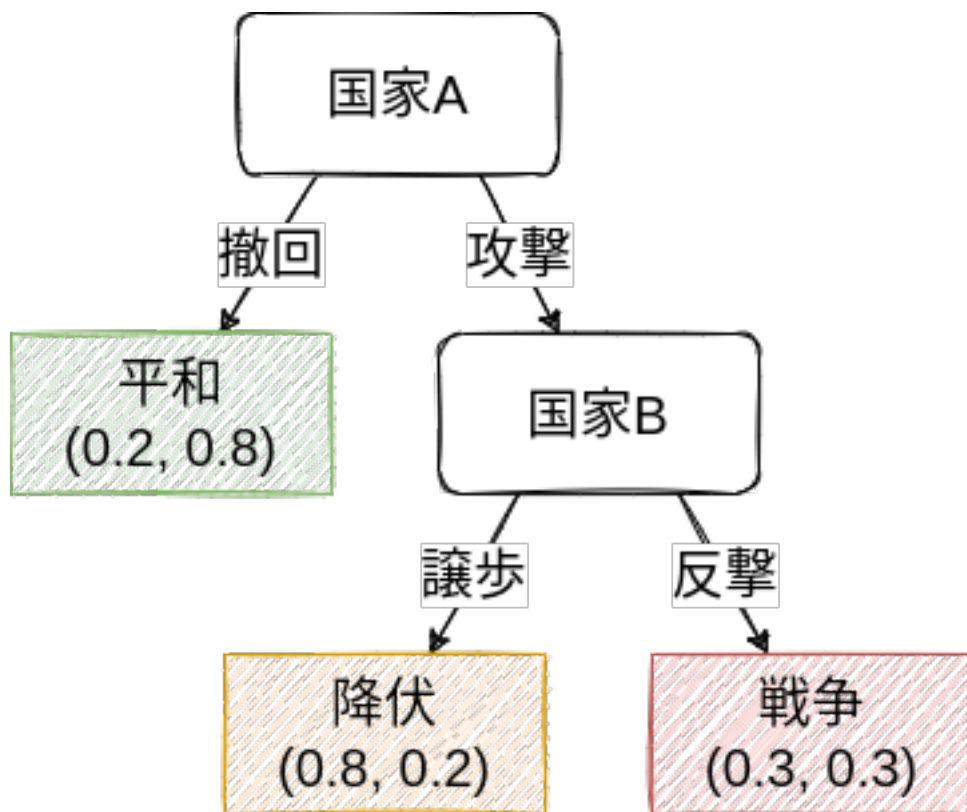 国家A
撤回
攻撃
平和
(0.2, 0.8)
国家B
譲歩
反撃
降伏
(0.8, 0.2)
戦争
(0.3, 0.3)